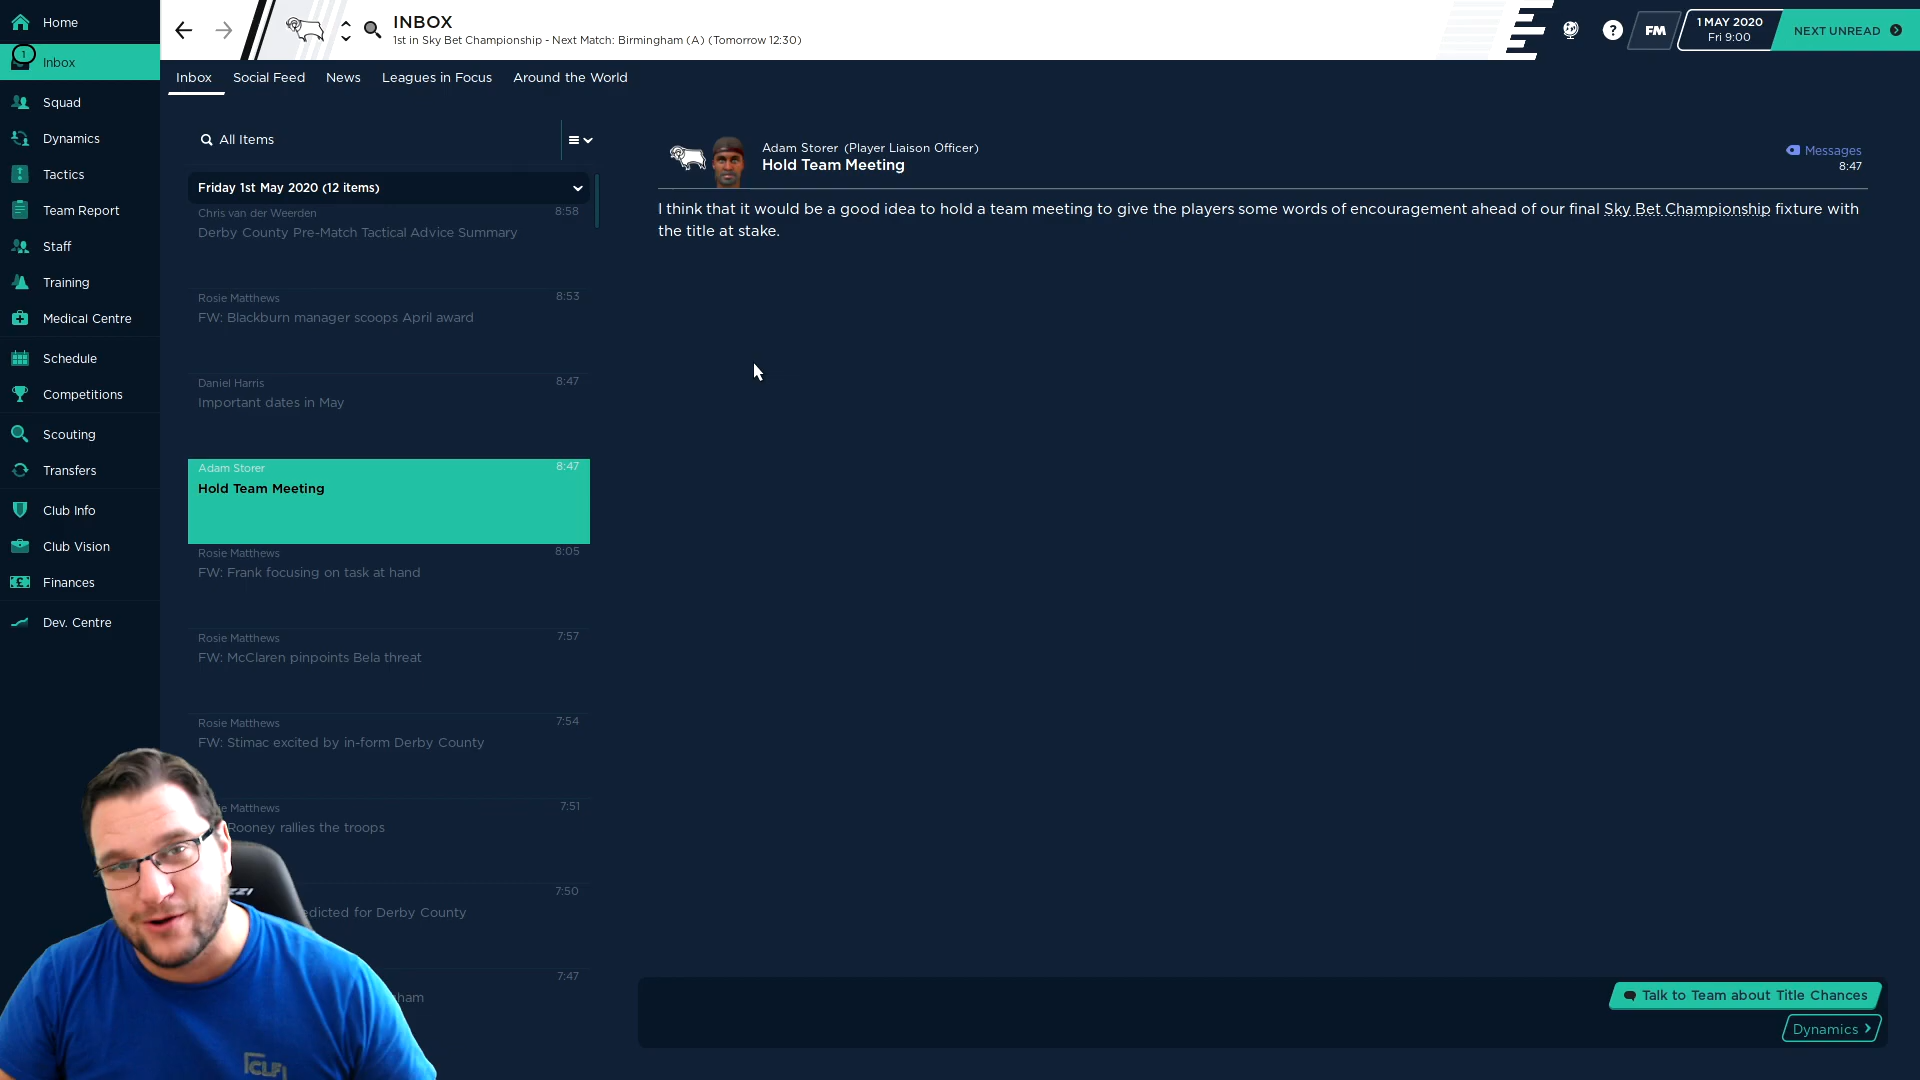 Home
1
Inbox
Squad
Dynamics
Tactics
Team Report
Staff
Training
Medical Centre
Schedule
Competitions
Scouting
Transfers
Club Info
Club Vision
Finances
Dev. Centre
INBOX
1st in Sky Bet Championship - Next Match: Birmingham (A) (Tomorrow 12:30)
?
FM
1 MAY 2020
Fri 9:00
NEXT UNREAD
Inbox Social Feed News Leagues in Focus Around the World
All Items
Friday 1st May 2020 (12 items)
Chris van der Weerden 8:58
Derby County Pre-Match Tactical Advice Summary
Rosie Matthews 8:53
FW: Blackburn manager scoops April award
Daniel Harris 8:47
Important dates in May
Adam Storer 8:47
Hold Team Meeting
Rosie Matthews 8:05
FW: Frank focusing on task at hand
Rosie Matthews 7:57
FW: McClaren pinpoints Bela threat
Rosie Matthews 7:54
FW: Stimac excited by in-form Derby County
Matthews 7:51
Rooney rallies the troops
7:50
for Derby County
7:47
Adam Storer (Player Liaison Officer)
Hold Team Meeting
Messages
8:47
I think that it would be a good idea to hold a team meeting to give the players some words of encouragement ahead of our final Sky Bet Championship fixture with
the title at stake.
Talk to Team about Title Chances
Dynamics